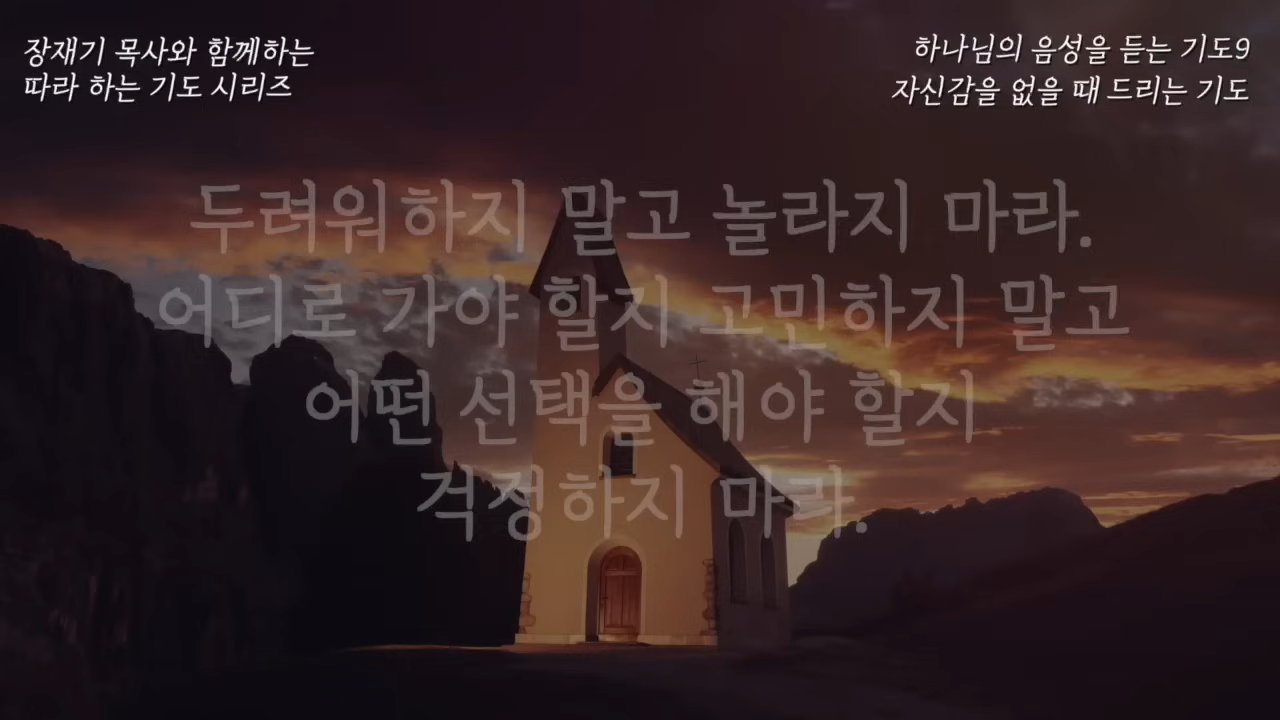 장재기 목사와 함께하는
따라 하는 기도 시리즈
하나님의 음성을 듣는 기도9
자신감을 없을 때 드리는 기도
두려워하지 말고 놀라지 마라.
어디로 가야 할지 고민하지 말고
어떤 선택을 해야 할지
걱정하지 마라.